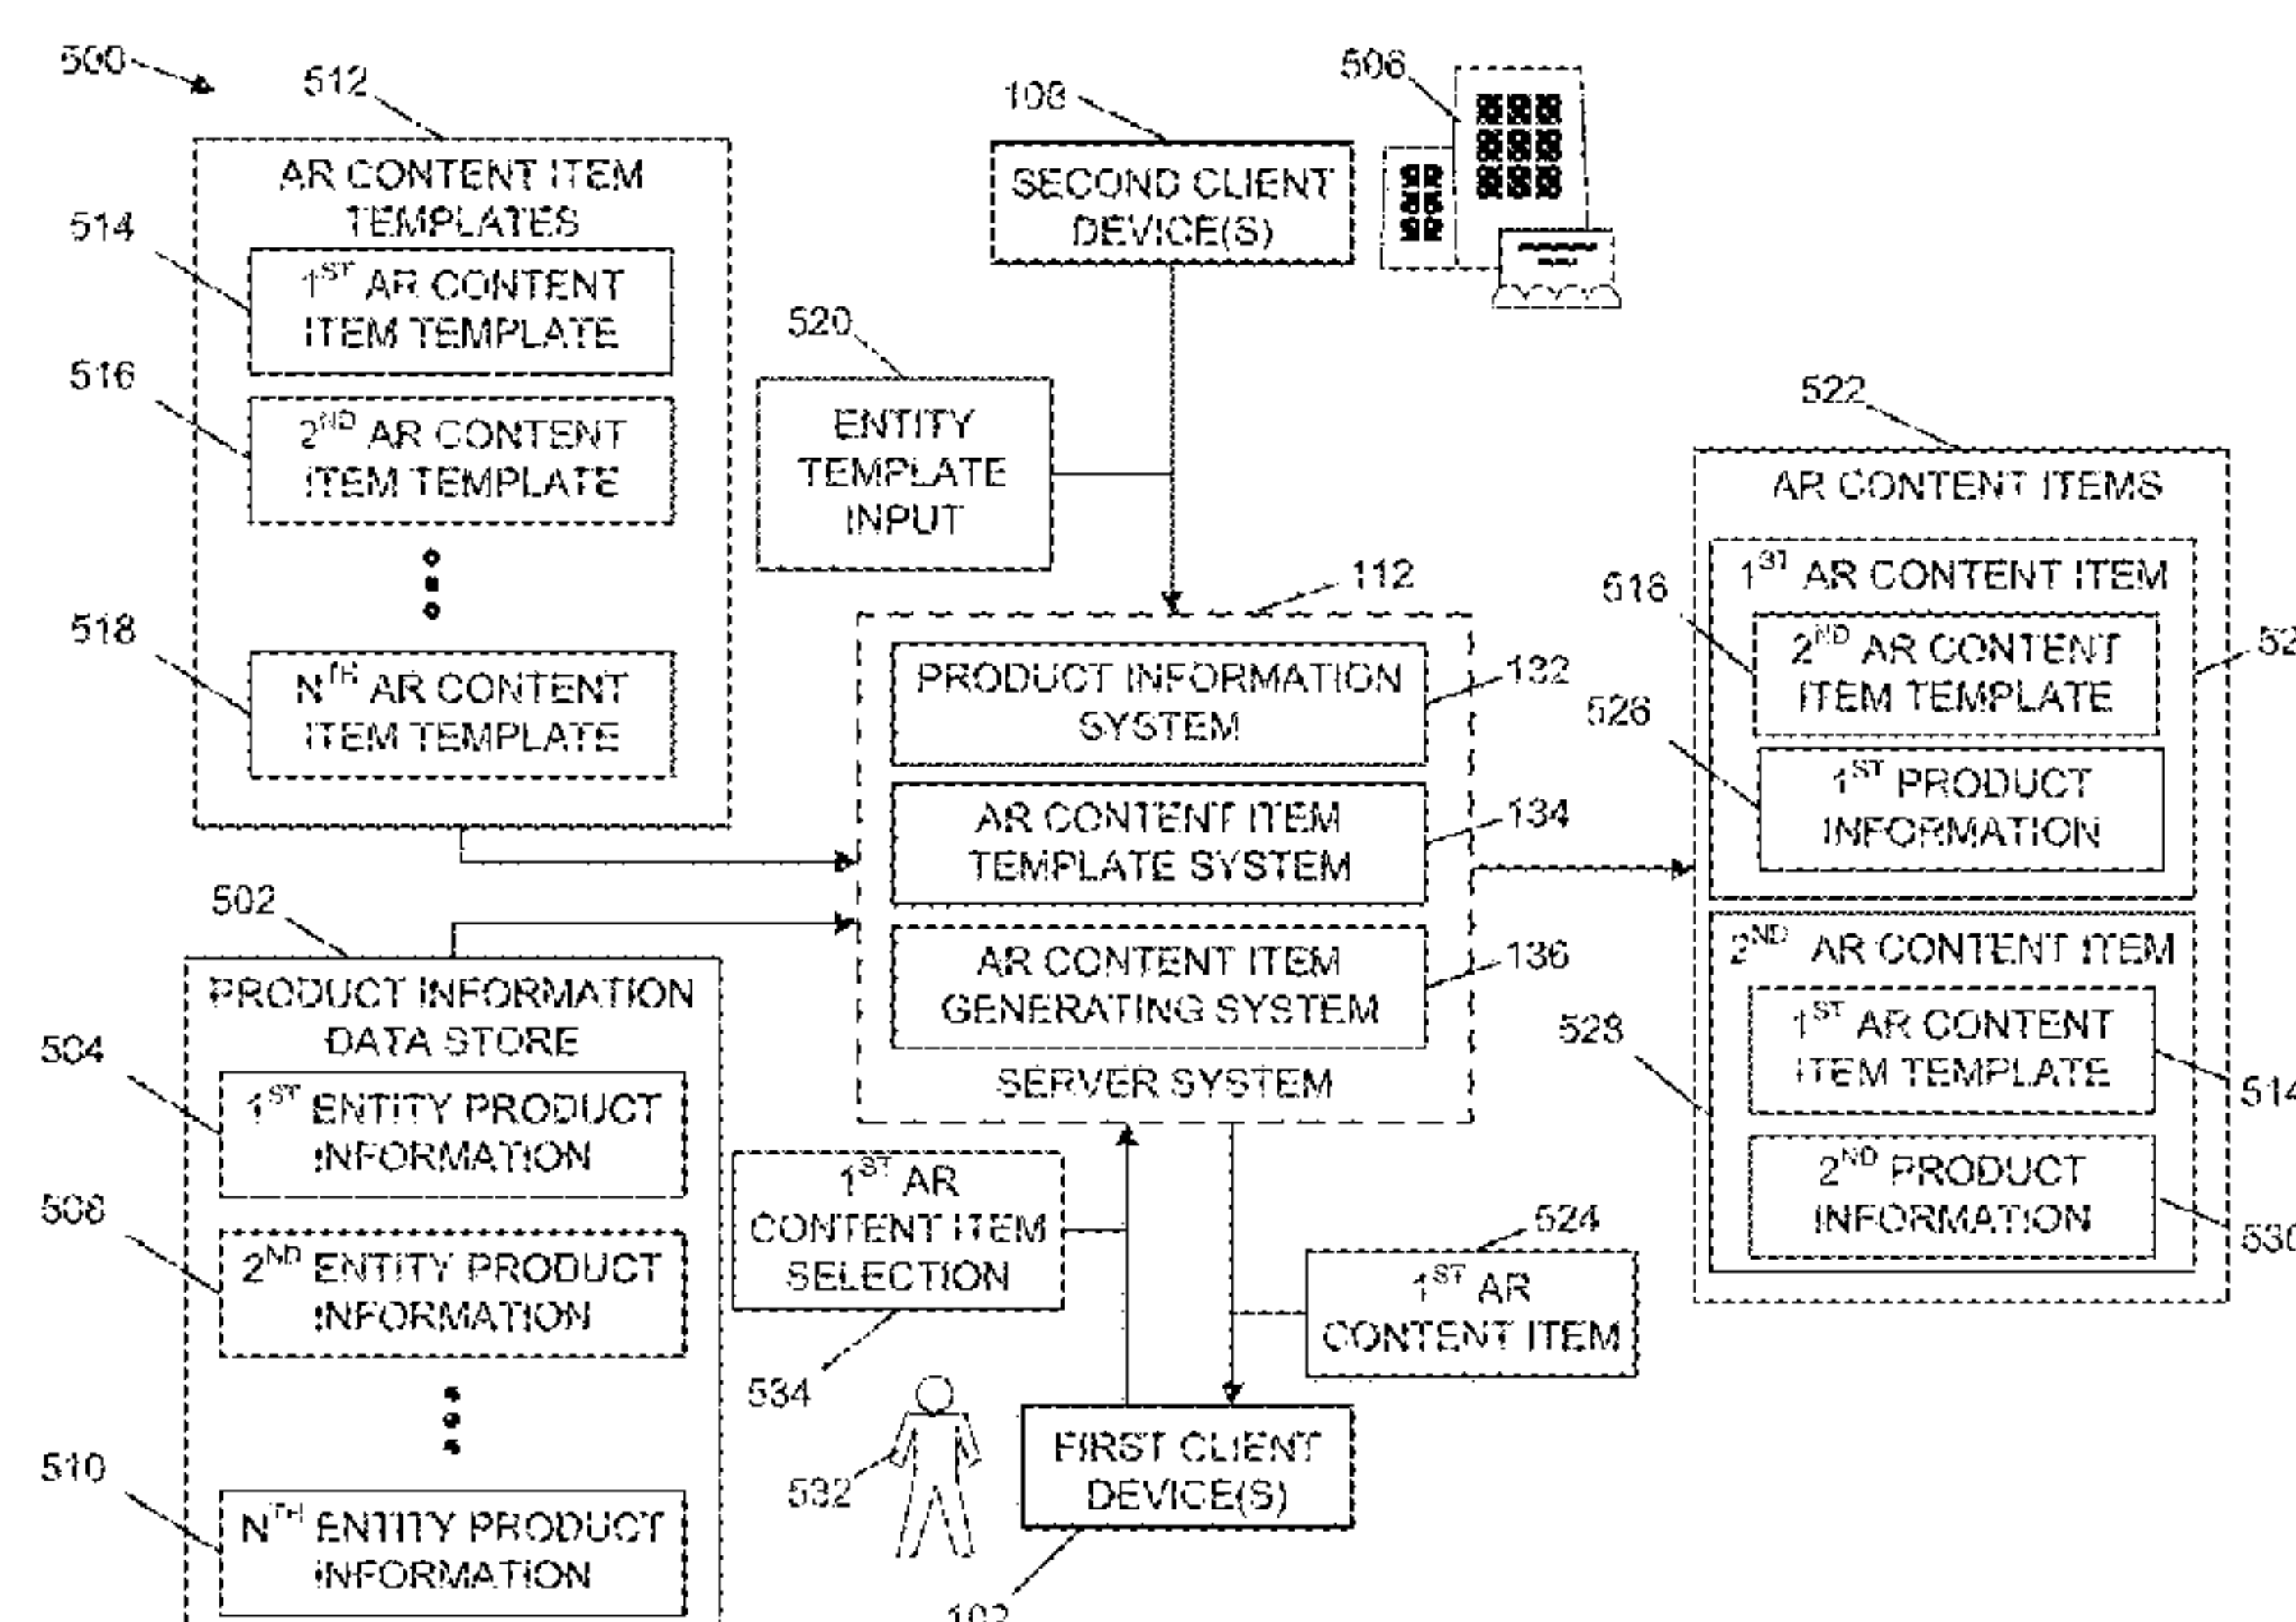 500
512
AR CONTENT ITEM
TEMPLATES
514
1ST AR CONTENT
ITEM TEMPLATE
516
2ND AR CONTENT
ITEM TEMPLATE
518
NTH AR CONTENT
ITEM TEMPLATE
108
SECOND CLIENT
DEVICE(S)
506
520
ENTITY
TEMPLATE
INPUT
112
PRODUCT INFORMATION
SYSTEM
132
AR CONTENT ITEM
TEMPLATE SYSTEM
134
AR CONTENT ITEM
GENERATING SYSTEM
136
SERVER SYSTEM
522
AR CONTENT ITEMS
1ST AR CONTENT ITEM
516
2ND AR CONTENT
ITEM TEMPLATE
526
1ST PRODUCT
INFORMATION
2ND AR CONTENT ITEM
528
1ST AR CONTENT
ITEM TEMPLATE
514
2ND PRODUCT
INFORMATION
530
502
PRODUCT INFORMATION
DATA STORE
504
1ST ENTITY PRODUCT
INFORMATION
508
2ND ENTITY PRODUCT
INFORMATION
510
NTH ENTITY PRODUCT
INFORMATION
1ST AR
CONTENT ITEM
SELECTION
534
524
1ST AR
CONTENT ITEM
532
FIRST CLIENT
DEVICE(S)
102